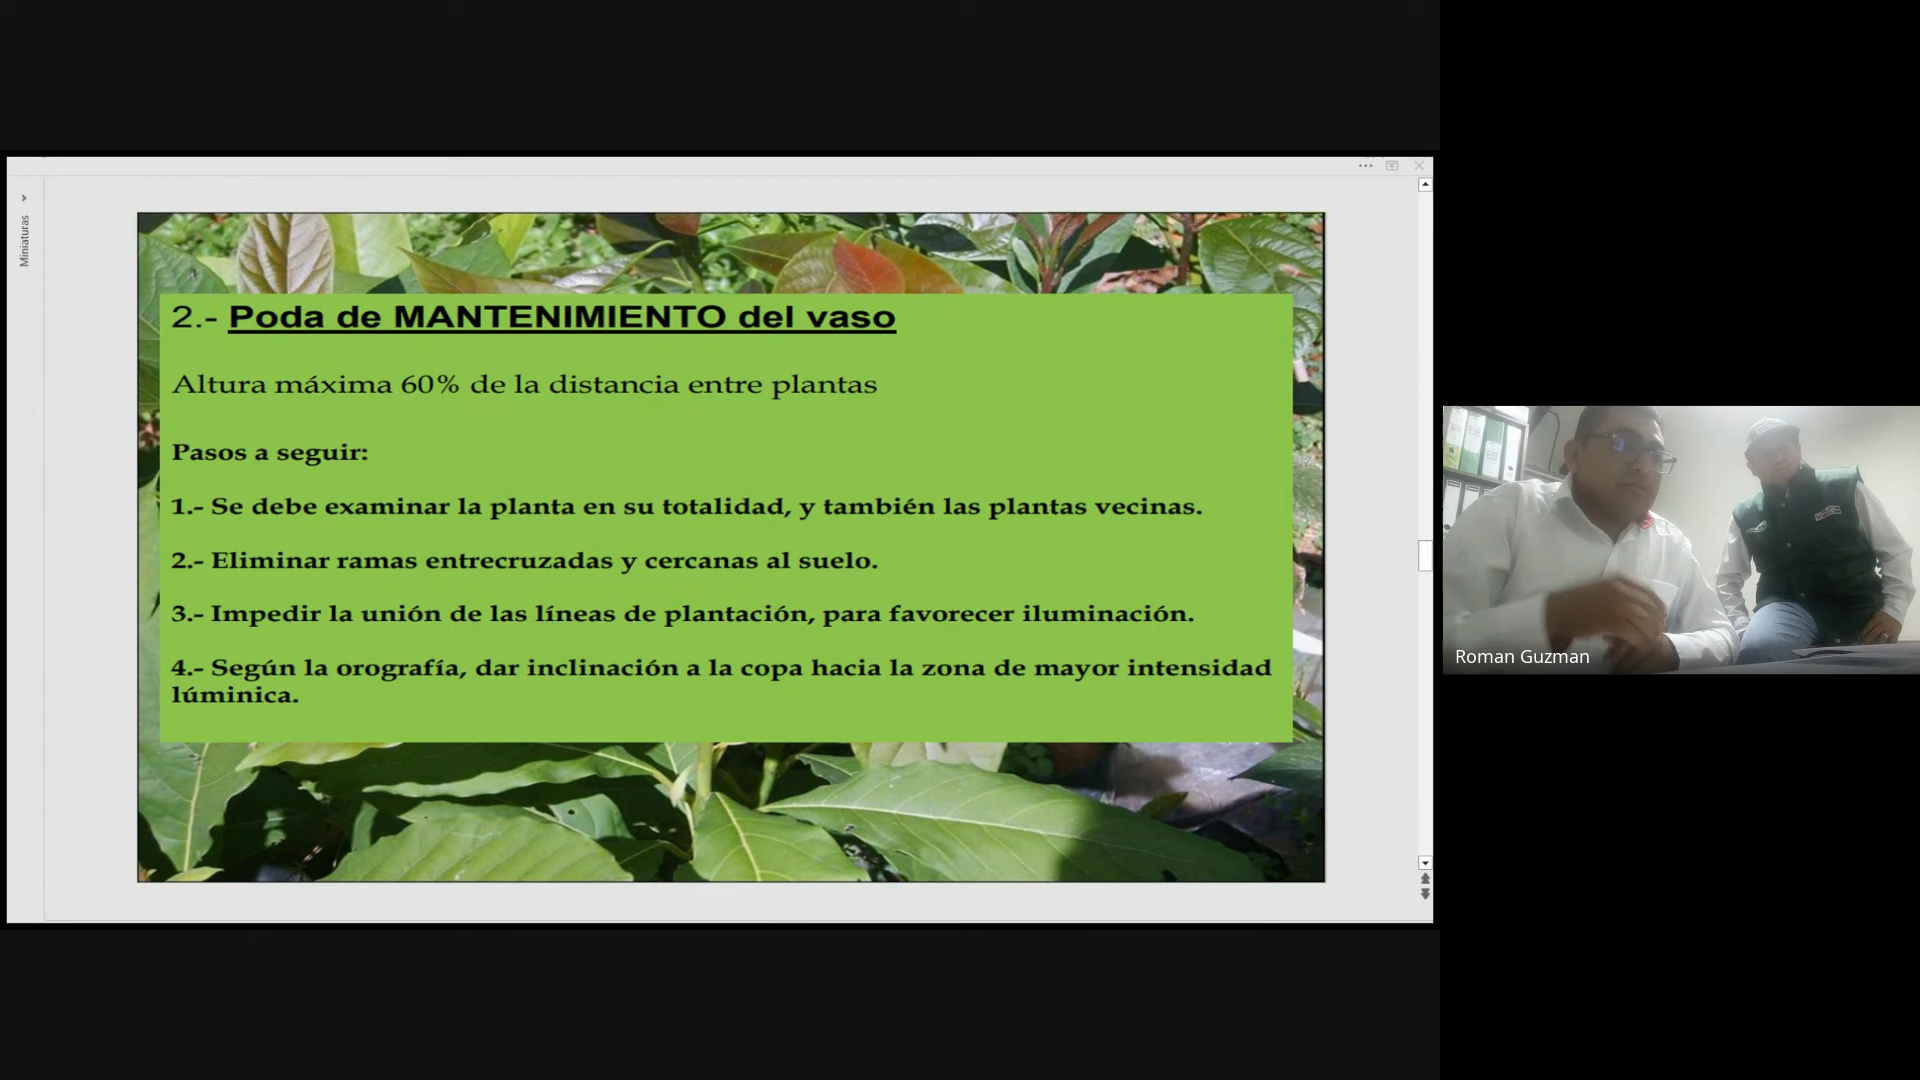 Miniaturas
2.- Poda de MANTENIMIENTO del vaso
Altura máxima 60% de la distancia entre plantas
Pasos a seguir:
1.- Se debe examinar la planta en su totalidad, y también las plantas vecinas.
2.- Eliminar ramas entrecruzadas y cercanas al suelo.
3.- Impedir la unión de las líneas de plantación, para favorecer iluminación.
4.- Según la orografía, dar inclinación a la copa hacia la zona de mayor intensidad
lúminica.
Roman Guzman